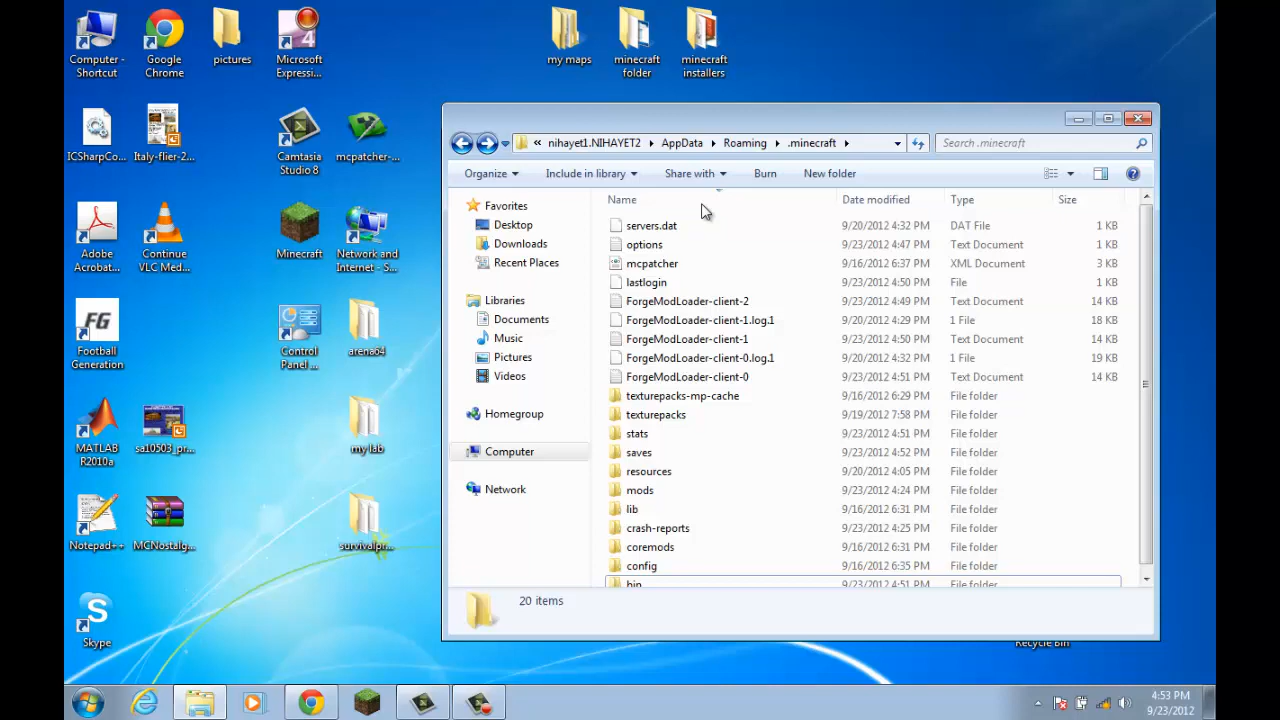 Computer - Shortcut
Google Chrome
pictures
Microsoft Expressi...
my maps
minecraft folder
minecraft installers
ICSharpCo...
Italy-flier-2...
Camtasia Studio 8
mcpatcher-...
Adobe Acrobat...
Continue VLC Med...
Minecraft
Network and Internet - S...
FG
Football Generation
Control Panel ...
arena04
MATLAB R2010a
sa10503_pr...
my lab
Notepad++
MCNostalg...
survivalpr...
Skype
« nihayet1.NIHAYET2 ▸ AppData ▸ Roaming ▸ .minecraft ▸
Search .minecraft
Organize Include in library Share with Burn New folder
Favorites
Desktop
Downloads
Recent Places
Libraries
Documents
Music
Pictures
Videos
Homegroup
Computer
Network
Name Date modified Type Size
servers.dat 9/20/2012 4:32 PM DAT File 1 KB
options 9/23/2012 4:47 PM Text Document 1 KB
mcpatcher 9/16/2012 6:37 PM XML Document 3 KB
lastlogin 9/23/2012 4:50 PM File 1 KB
ForgeModLoader-client-2 9/23/2012 4:49 PM Text Document 14 KB
ForgeModLoader-client-1.log.1 9/20/2012 4:29 PM 1 File 18 KB
ForgeModLoader-client-1 9/23/2012 4:50 PM Text Document 14 KB
ForgeModLoader-client-0.log.1 9/20/2012 4:32 PM 1 File 19 KB
ForgeModLoader-client-0 9/23/2012 4:51 PM Text Document 14 KB
texturepacks-mp-cache 9/16/2012 6:29 PM File folder
texturepacks 9/19/2012 7:58 PM File folder
stats 9/23/2012 4:51 PM File folder
saves 9/23/2012 4:52 PM File folder
resources 9/20/2012 4:05 PM File folder
mods 9/23/2012 4:24 PM File folder
lib 9/16/2012 6:31 PM File folder
crash-reports 9/23/2012 4:25 PM File folder
coremods 9/16/2012 6:31 PM File folder
config 9/16/2012 6:35 PM File folder
bin 9/23/2012 4:51 PM File folder
20 items
Recycle Bin
4:53 PM
9/23/2012